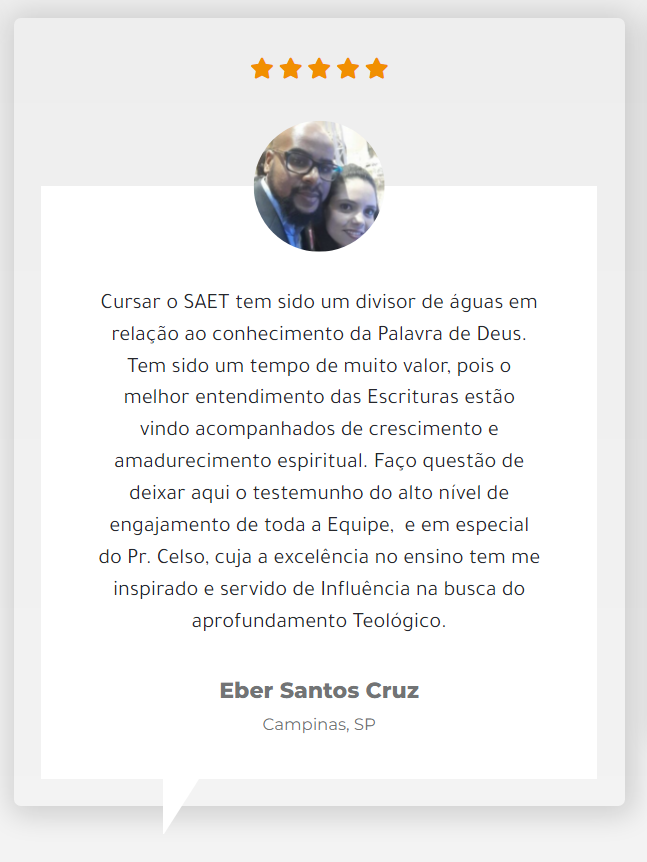 Cursar o SAET tem sido um divisor de águas em
relação ao conhecimento da Palavra de Deus.
Tem sido um tempo de muito valor, pois o
melhor entendimento das Escrituras estão
vindo acompanhados de crescimento e
amadurecimento espiritual. Faço questão de
deixar aqui o testemunho do alto nível de
engajamento de toda a Equipe,  e em especial
do Pr. Celso, cuja a excelência no ensino tem me
inspirado e servido de Influência na busca do
aprofundamento Teológico.
Eber Santos Cruz
Campinas, SP